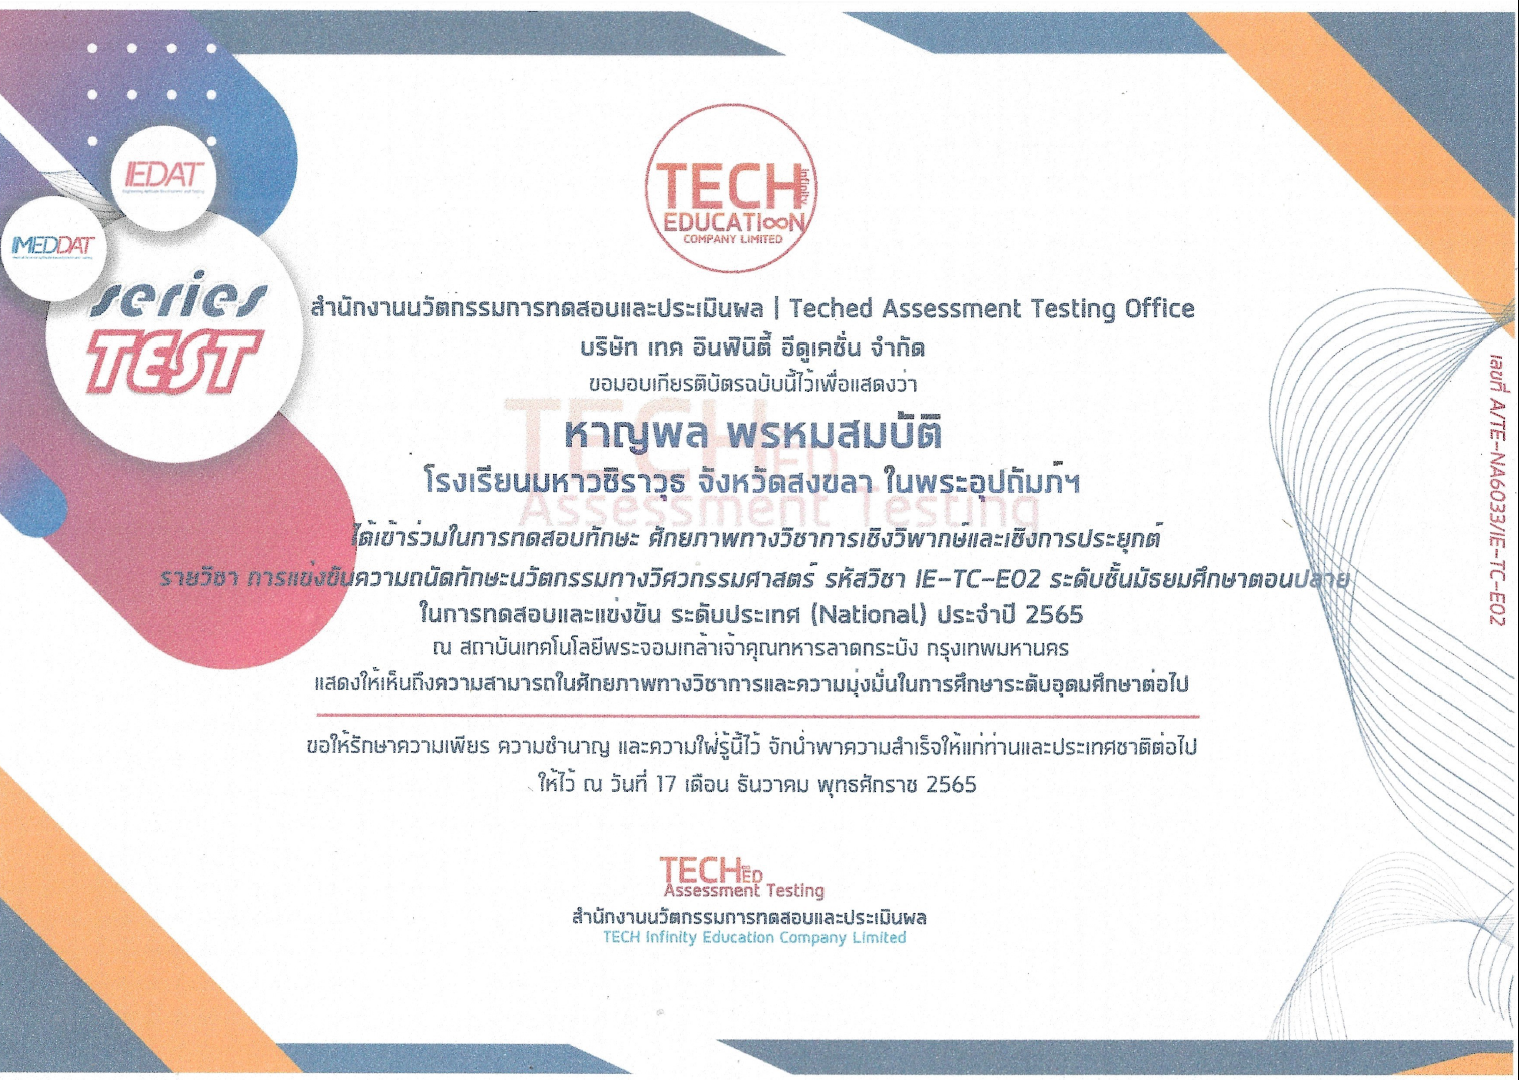 IEDAT
IMEDDAT
series
TEST
TECH
Infinity
EDUCATION
COMPANY LIMITED
สำนักงานนวัตกรรมการทดสอบและประเมินผล | Teched Assessment Testing Office
บริษัท เทค อินฟินิตี้ อีดูเคชั่น จำกัด
ขอมอบเกียรติบัตรฉบับนี้ไว้เพื่อแสดงว่า
หาญพล พรหมสมบัติ
โรงเรียนมหาวชิราวุธ จังหวัดสงขลา ในพระอุปถัมภ์ฯ
TECHED
Assessment Testing
ได้เข้าร่วมในการทดสอบทักษะ ศักยภาพทางวิชาการเชิงวิพากษ์และเชิงการประยุกต์
รายวิชา การแข่งขันความถนัดทักษะนวัตกรรมทางวิศวกรรมศาสตร์ รหัสวิชา IE-TC-E02 ระดับชั้นมัธยมศึกษาตอนปลาย
ในการทดสอบและแข่งขัน ระดับประเทศ (National) ประจำปี 2565
ณ สถาบันเทคโนโลยีพระจอมเกล้าเจ้าคุณทหารลาดกระบัง กรุงเทพมหานคร
แสดงให้เห็นถึงความสามารถในศักยภาพทางวิชาการและความมุ่งมั่นในการศึกษาระดับอุดมศึกษาต่อไป
ขอให้รักษาความเพียร ความชำนาญ และความใฝ่รู้นี้ไว้ จักนำพาความสำเร็จให้แก่ท่านและประเทศชาติต่อไป
ให้ไว้ ณ วันที่ 17 เดือน ธันวาคม พุทธศักราช 2565
TECHED
Assessment Testing
สำนักงานนวัตกรรมการทดสอบและประเมินผล
TECH Infinity Education Company Limited
เลขที่ A/TE-NA6033/IE-TC-E02